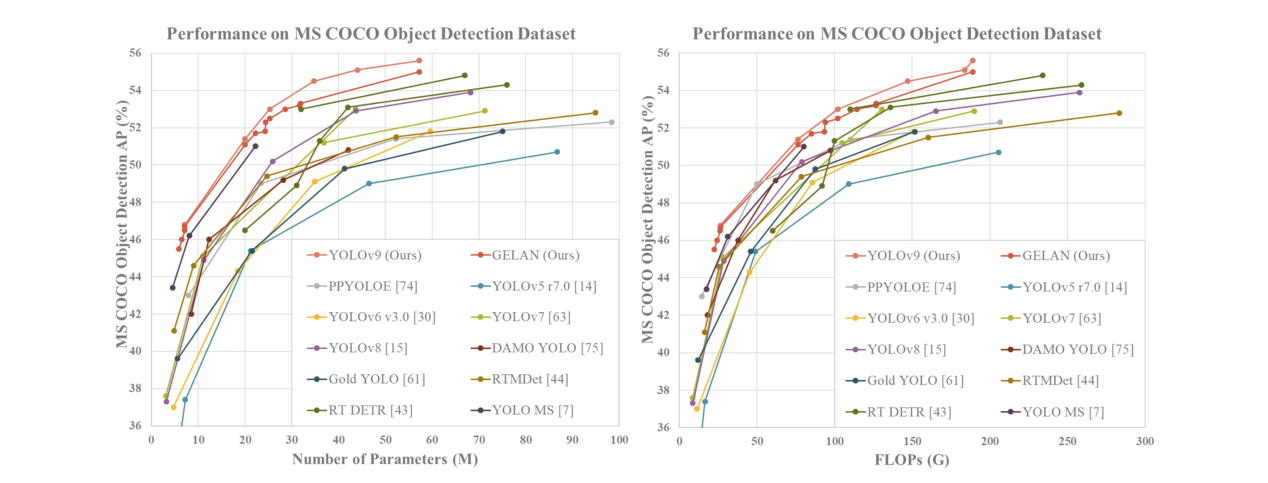 Performance on MS COCO Object Detection Dataset
MS COCO Object Detection AP (%)
56
54
52
50
48
46
44
42
40
38
36
0 10 20 30 40 50 60 70 80 90 100
Number of Parameters (M)
YOLOv9 (Ours) GELAN (Ours)
PPYOLOE [74] YOLOv5 r7.0 [14]
YOLOv6 v3.0 [30] YOLOv7 [63]
YOLOv8 [15] DAMO YOLO [75]
Gold YOLO [61] RTMDet [44]
RT DETR [43] YOLO MS [7]
Performance on MS COCO Object Detection Dataset
MS COCO Object Detection AP (%)
56
54
52
50
48
46
44
42
40
38
36
0 50 100 150 200 250 300
FLOPs (G)
YOLOv9 (Ours) GELAN (Ours)
PPYOLOE [74] YOLOv5 r7.0 [14]
YOLOv6 v3.0 [30] YOLOv7 [63]
YOLOv8 [15] DAMO YOLO [75]
Gold YOLO [61] RTMDet [44]
RT DETR [43] YOLO MS [7]